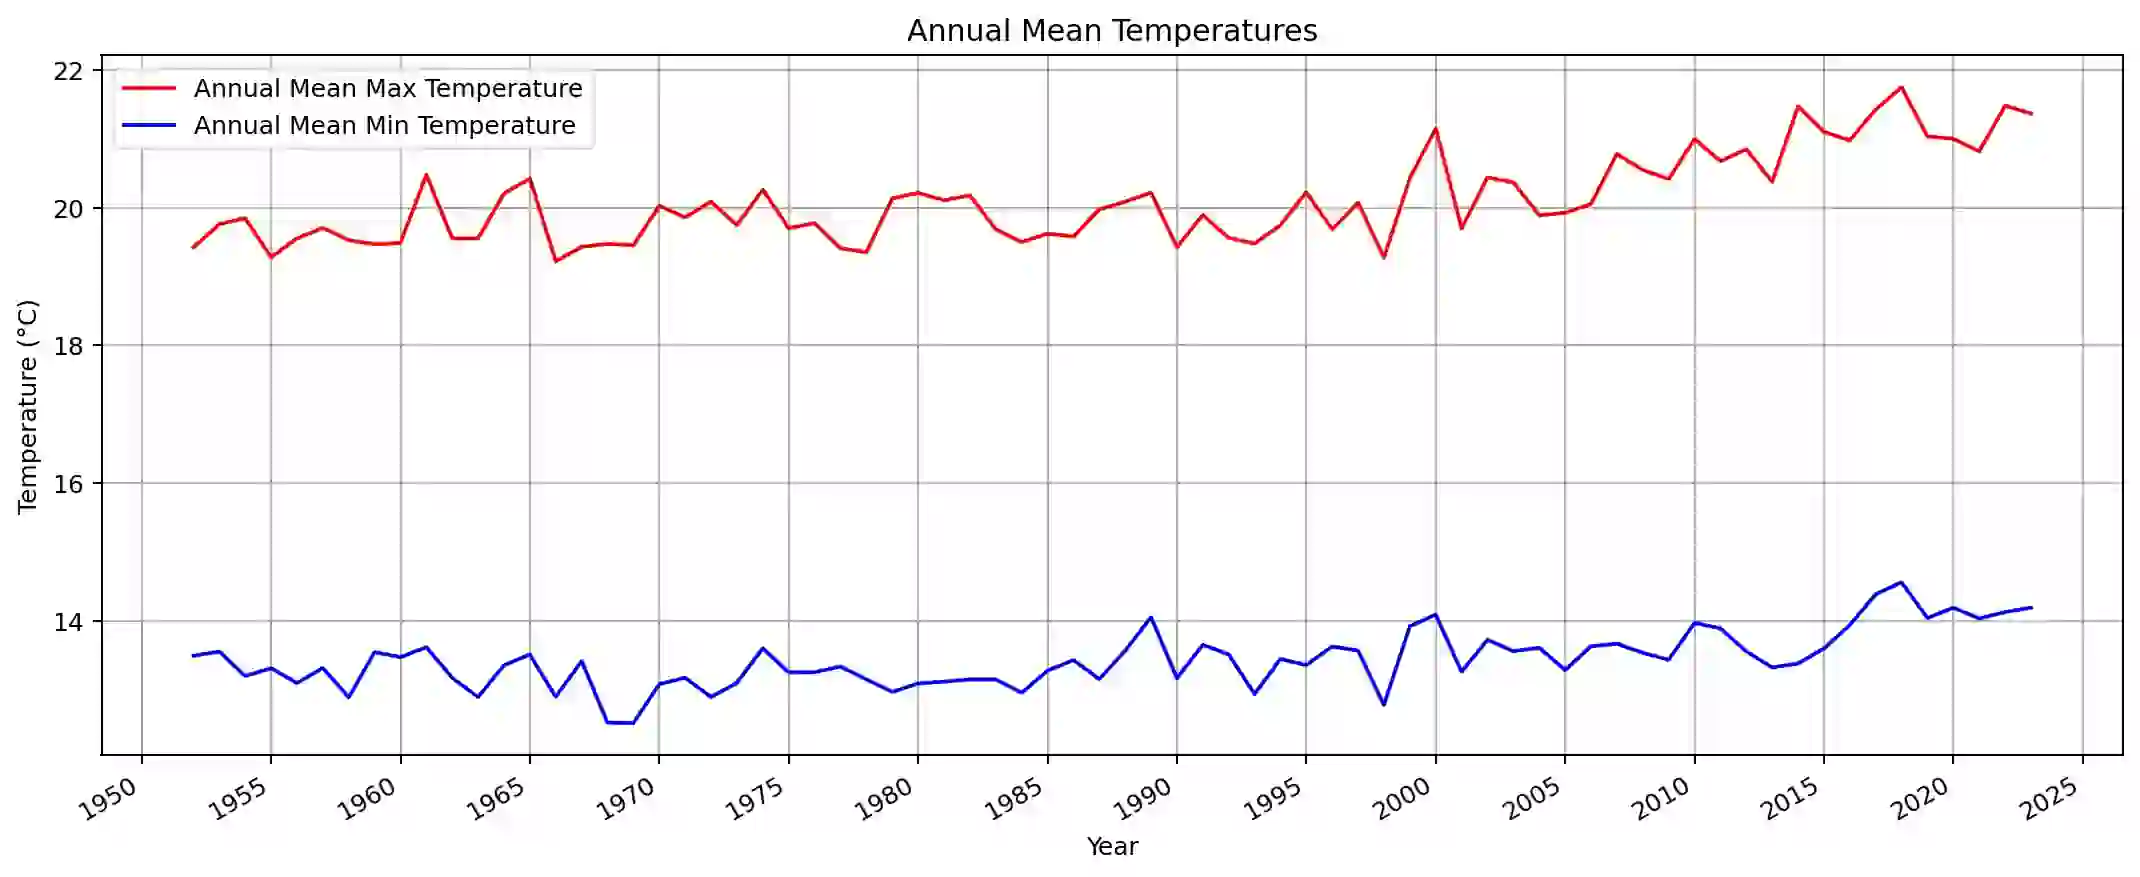 Annual Mean Temperatures
Annual Mean Max Temperature
Annual Mean Min Temperature
Temperature (°C)
22
20
18
16
14
1950 1955 1960 1965 1970 1975 1980 1985 1990 1995 2000 2005 2010 2015 2020 2025
Year